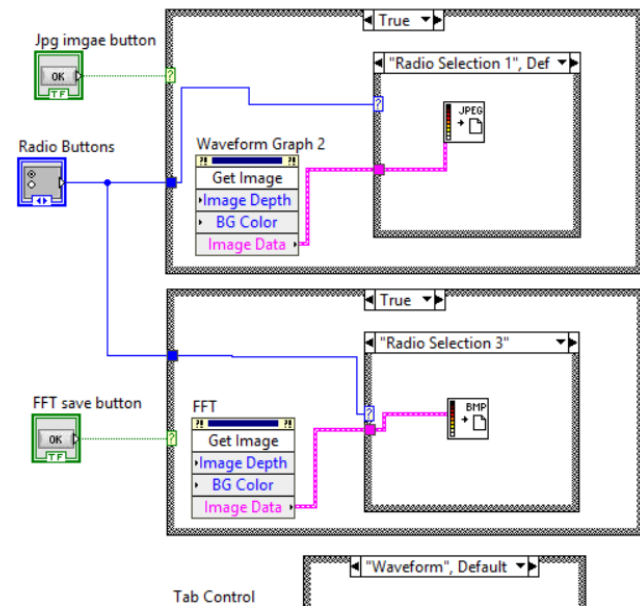 Jpg imgae button
OK
TF
True
"Radio Selection 1", Def
?
?
JPEG
Radio Buttons
Waveform Graph 2
?! ?!
Get Image
Image Depth
BG Color
Image Data
True
"Radio Selection 3"
FFT save button
OK
TF
?
FFT
?! ?!
Get Image
Image Depth
BG Color
Image Data
?
BMP
"Waveform", Default
Tab Control